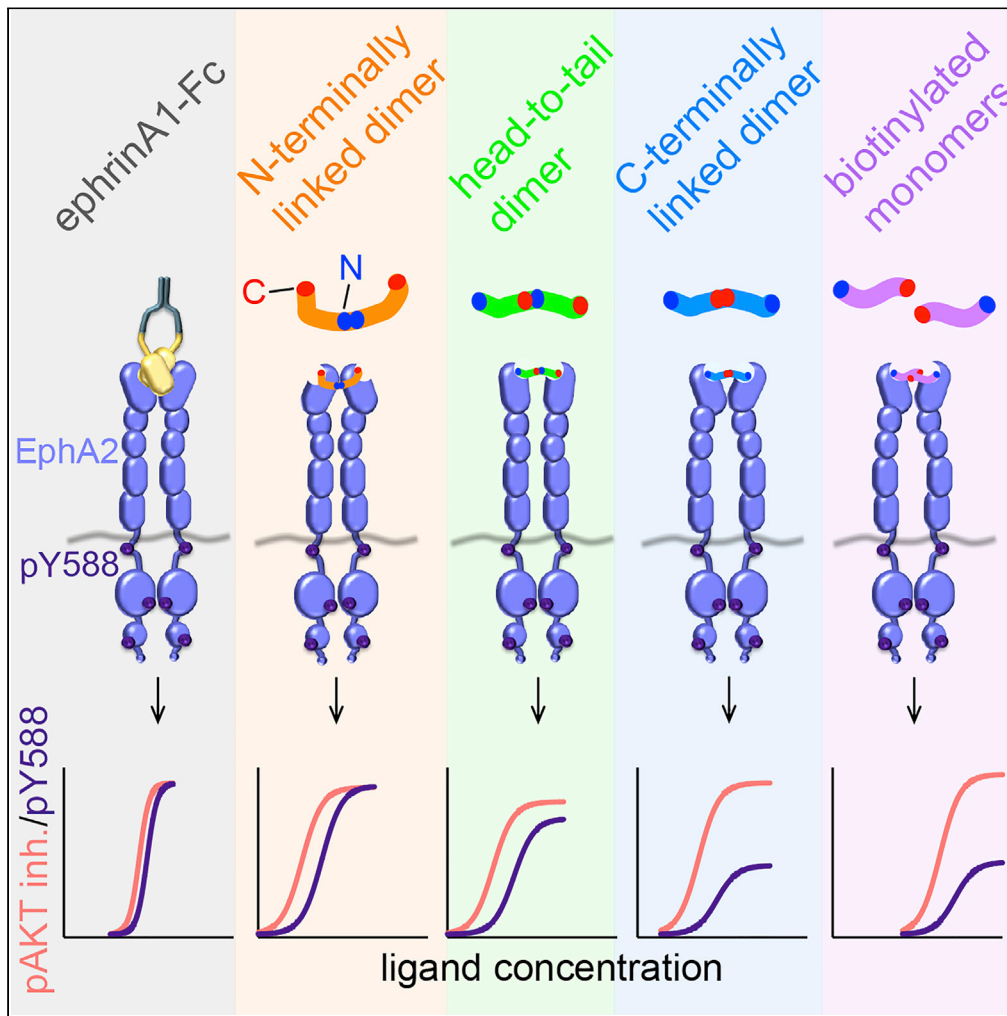 ephrinA1-Fc
N-terminally
linked dimer
head-to-tail
dimer
C-terminally
linked dimer
biotinylated
monomers
C
N
EphA2
pY588
pAKT inh./pY588
ligand concentration